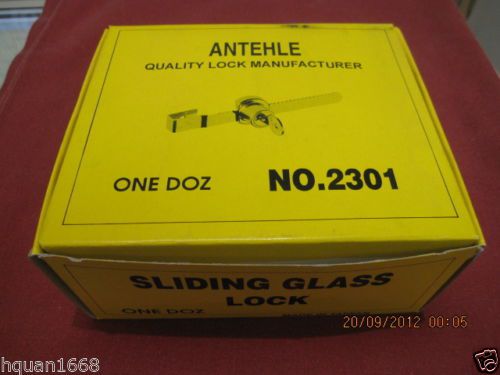 ANTEHLE
QUALITY LOCK MANUFACTURER
ONE DOZ NO.2301
SLIDING GLASS
LOCK
ONE DOZ
20/09/2012 00:05
hquan1668